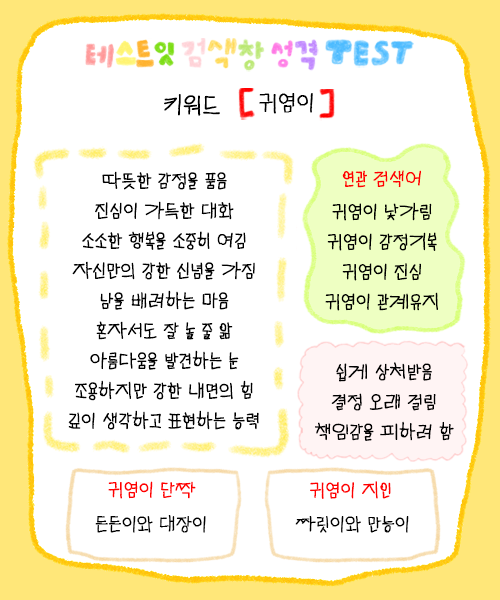 테스트잇 검색창 성격 TEST
키워드 [귀염이]
따뜻한 감정을 품음
진심이 가득한 대화
소소한 행복을 소중히 여김
자신만의 강한 신념을 가짐
남을 배려하는 마음
혼자서도 잘 놀 줄 앎
아름다움을 발견하는 눈
조용하지만 강한 내면의 힘
깊이 생각하고 표현하는 능력
연관 검색어
귀염이 낯가림
귀염이 감정기복
귀염이 진심
귀염이 관계유지
쉽게 상처받음
결정 오래 걸림
책임감을 피하려 함
귀염이 단짝
든든이와 대장이
귀염이 지인
짜릿이와 만능이